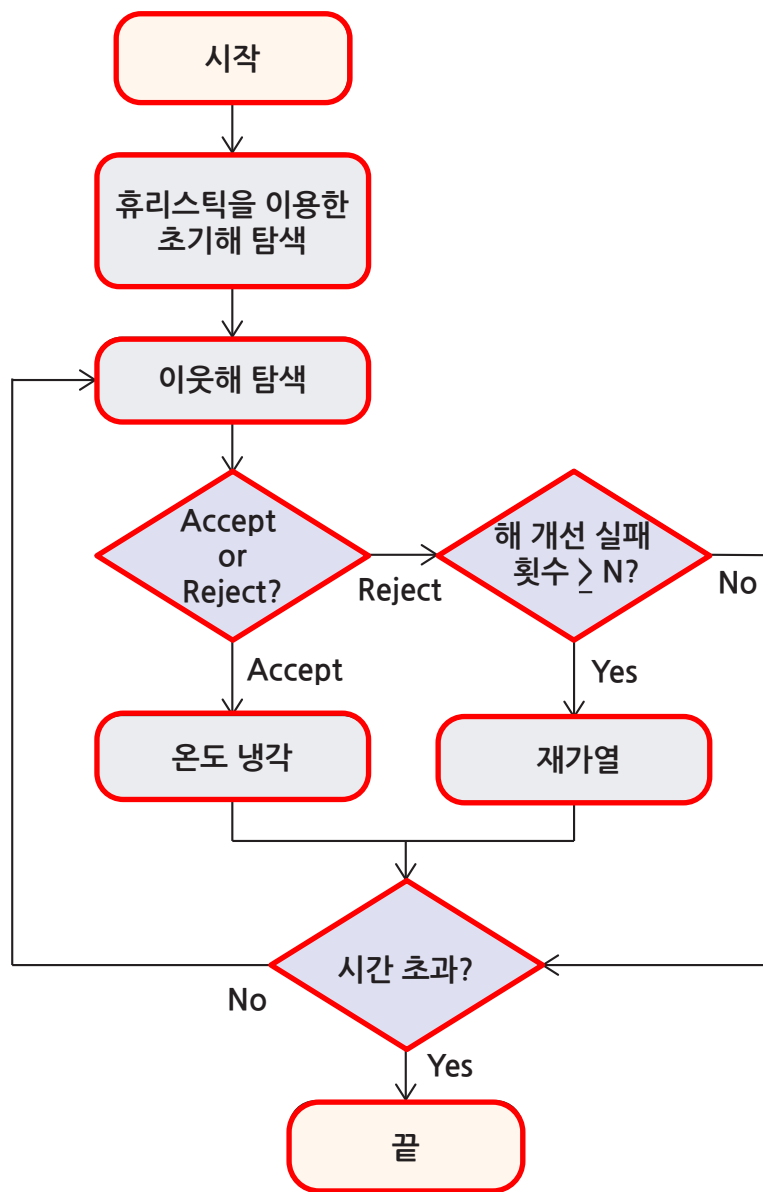 시작
휴리스틱을 이용한
초기해 탐색
이웃해 탐색
Accept
or
Reject?
Reject
해 개선 실패
횟수 ≥ N?
No
Accept
Yes
온도 냉각
재가열
시간 초과?
No
Yes
끝